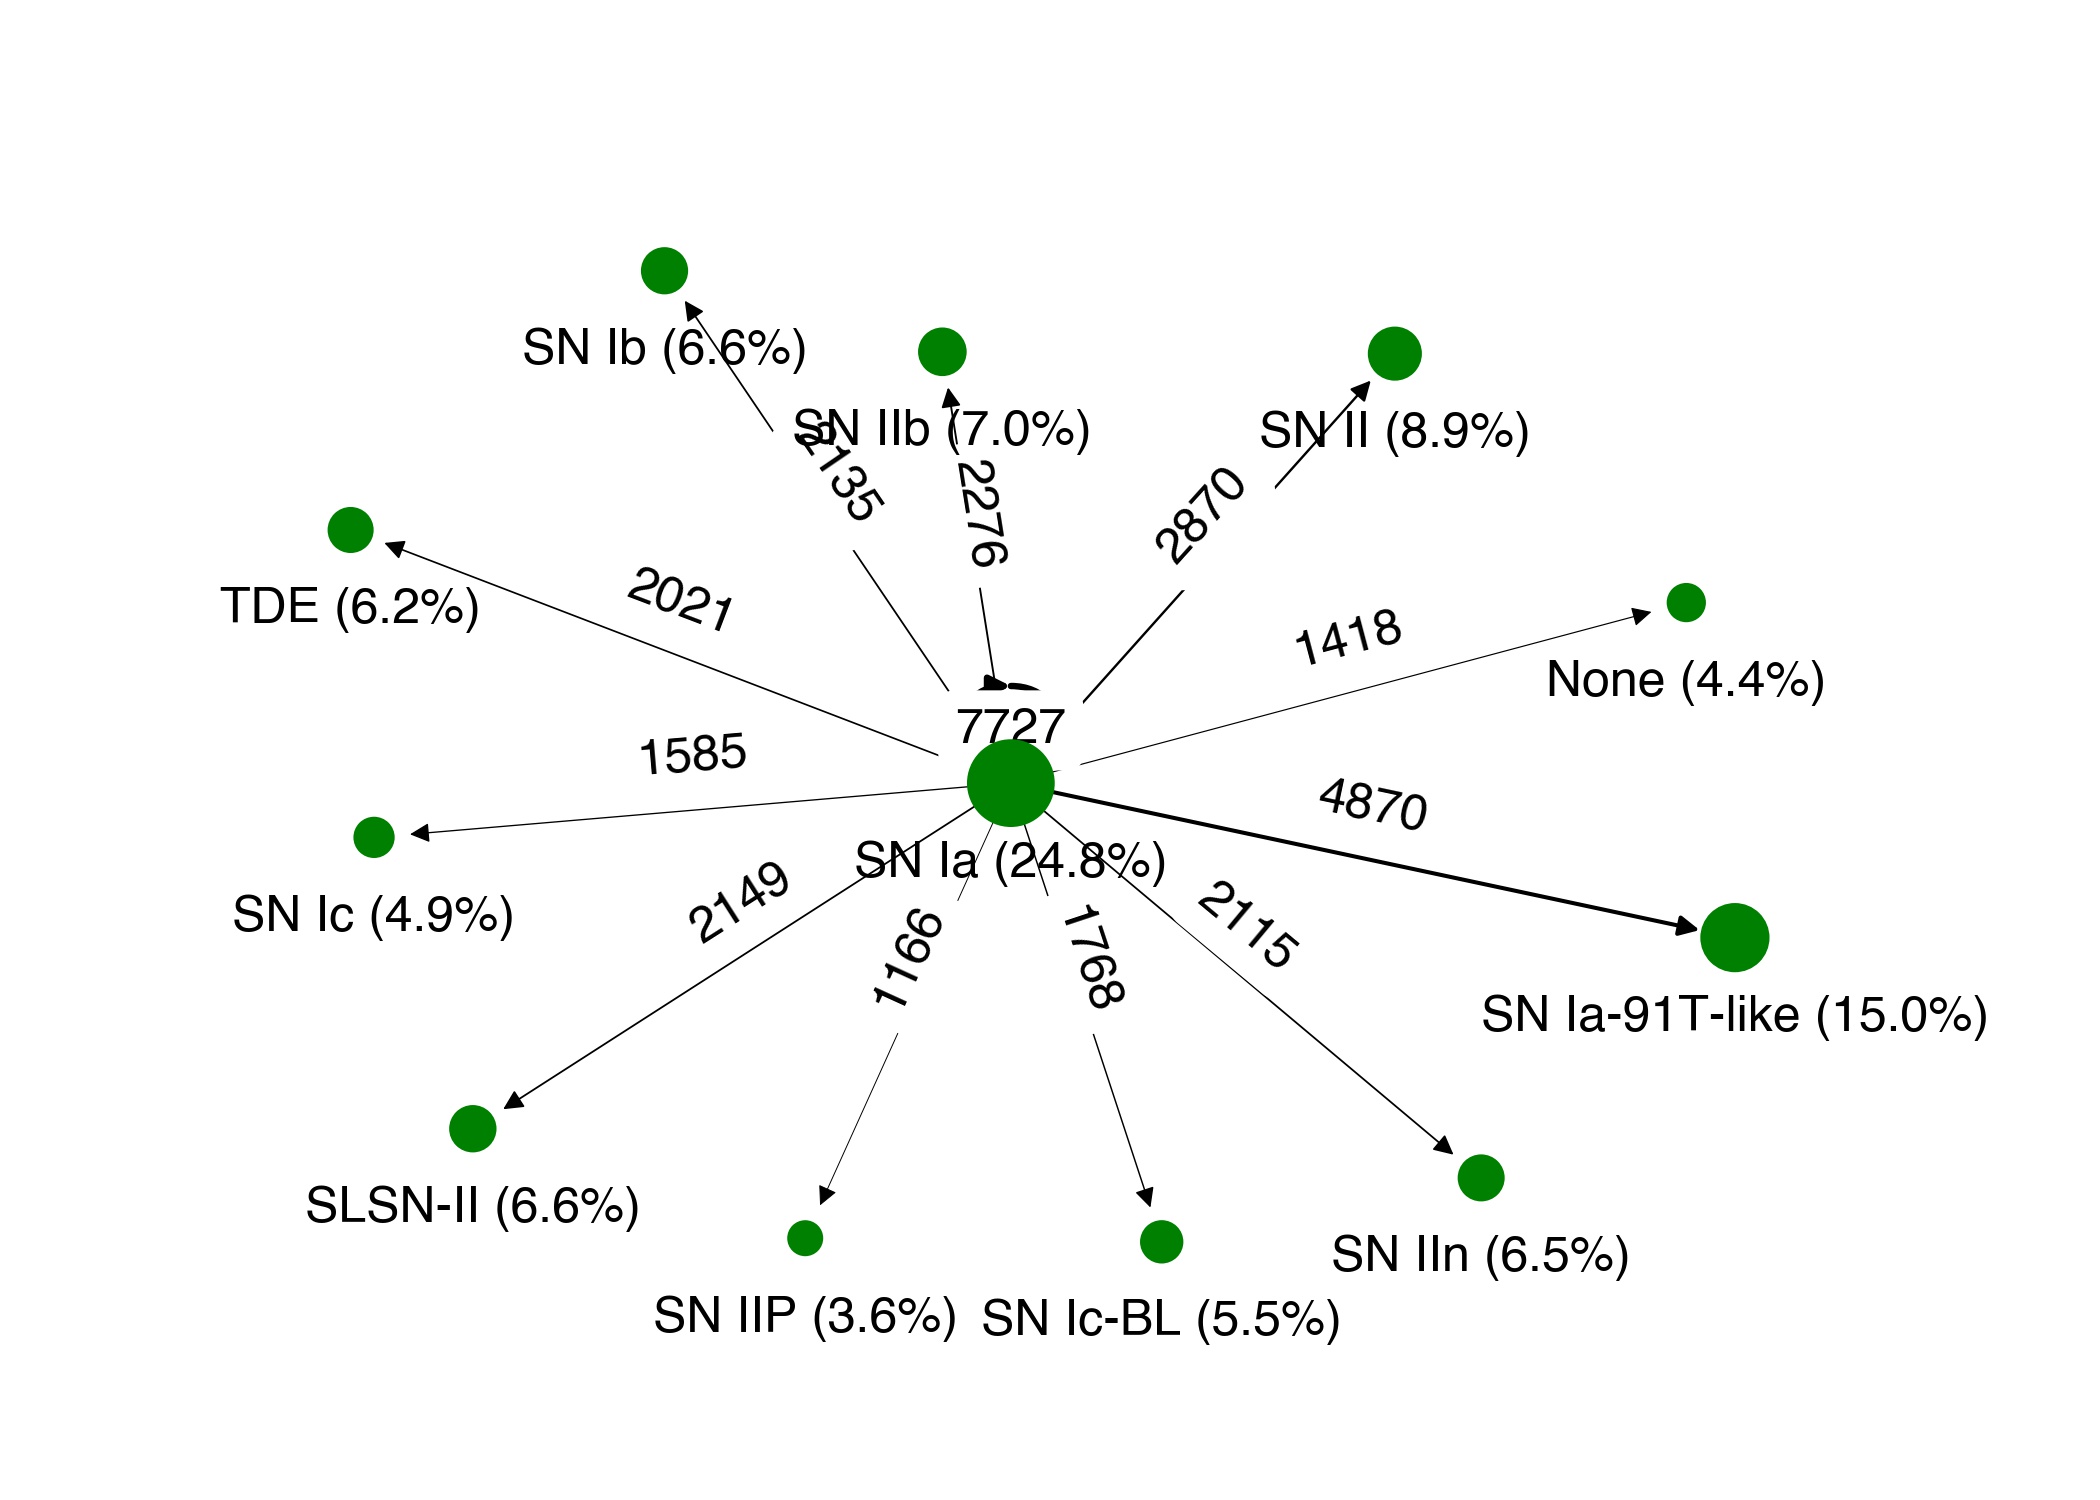 SN Ib (6.6%)
SN IIb (7.0%)
SN II (8.9%)
2135
2276
2870
TDE (6.2%)
2021
1418
None (4.4%)
7727
1585
4870
SN Ia (24.8%)
SN Ic (4.9%)
2149
1166
1768
2115
SN Ia-91T-like (15.0%)
SLSN-II (6.6%)
SN IIn (6.5%)
SN IIP (3.6%)
SN Ic-BL (5.5%)